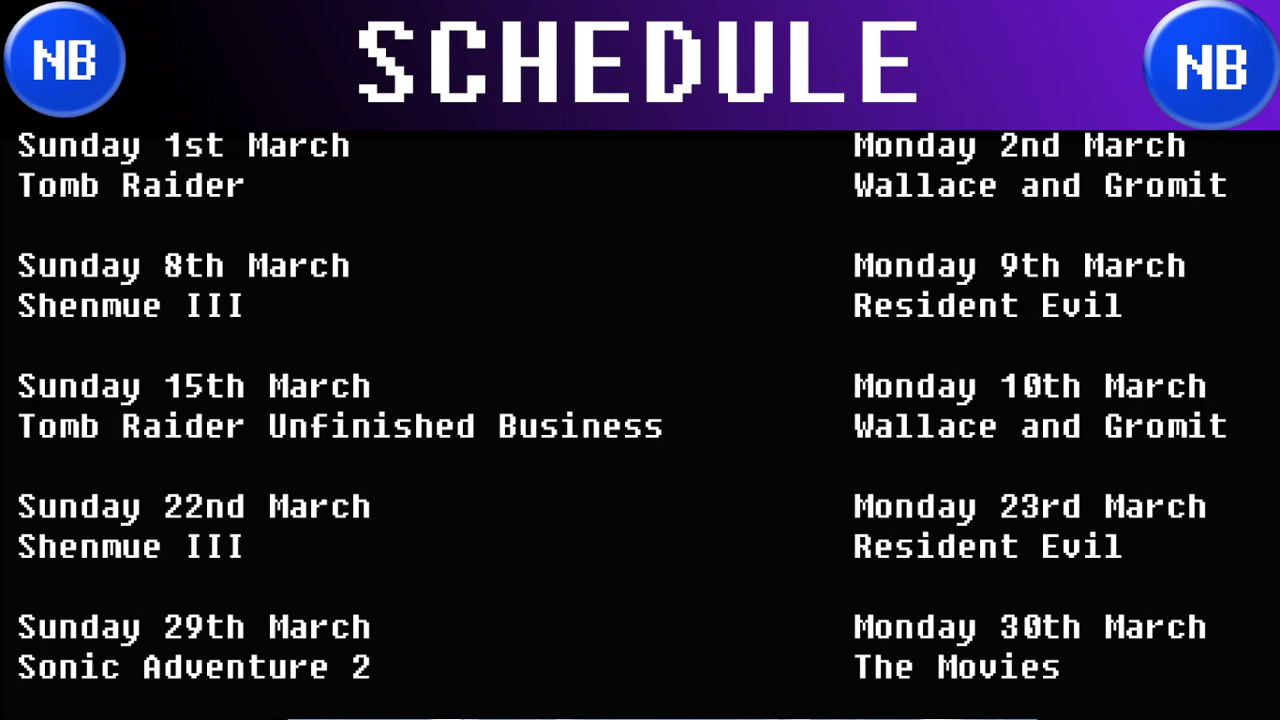 NB
SCHEDULE
NB
Sunday 1st March
Tomb Raider
Monday 2nd March
Wallace and Gromit
Sunday 8th March
Shenmue III
Monday 9th March
Resident Evil
Sunday 15th March
Tomb Raider Unfinished Business
Monday 10th March
Wallace and Gromit
Sunday 22nd March
Shenmue III
Monday 23rd March
Resident Evil
Sunday 29th March
Sonic Adventure 2
Monday 30th March
The Movies